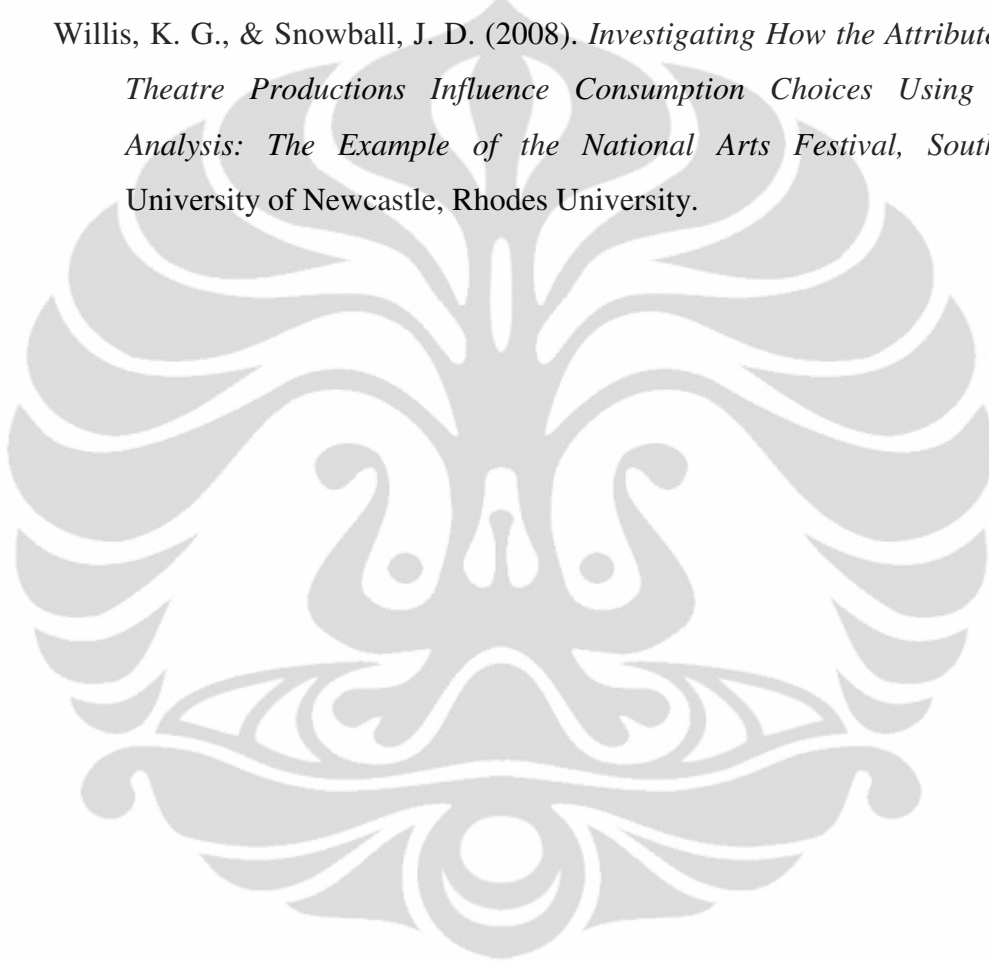 Willis, K. G., & Snowball, J. D. (2008). Investigating How the Attribute
Theatre Productions Influence Consumption Choices Using
Analysis: The Example of the National Arts Festival, South
University of Newcastle, Rhodes University.